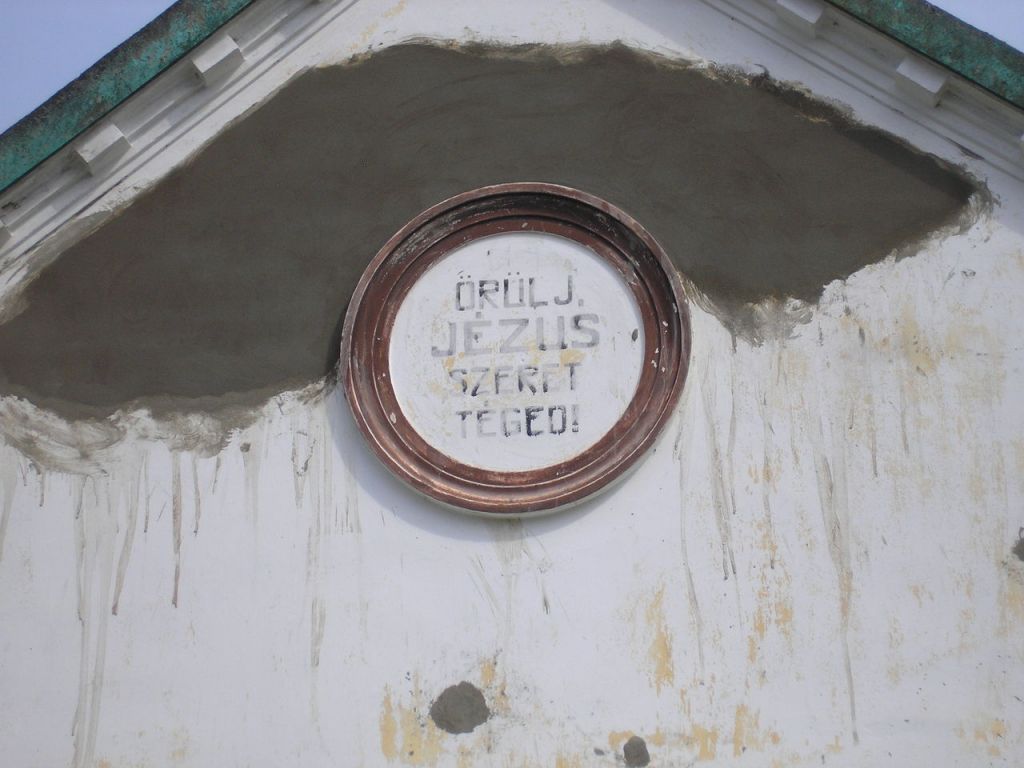 ÖRÜLJ,
JÉZUS
SZERET
TÉGED!